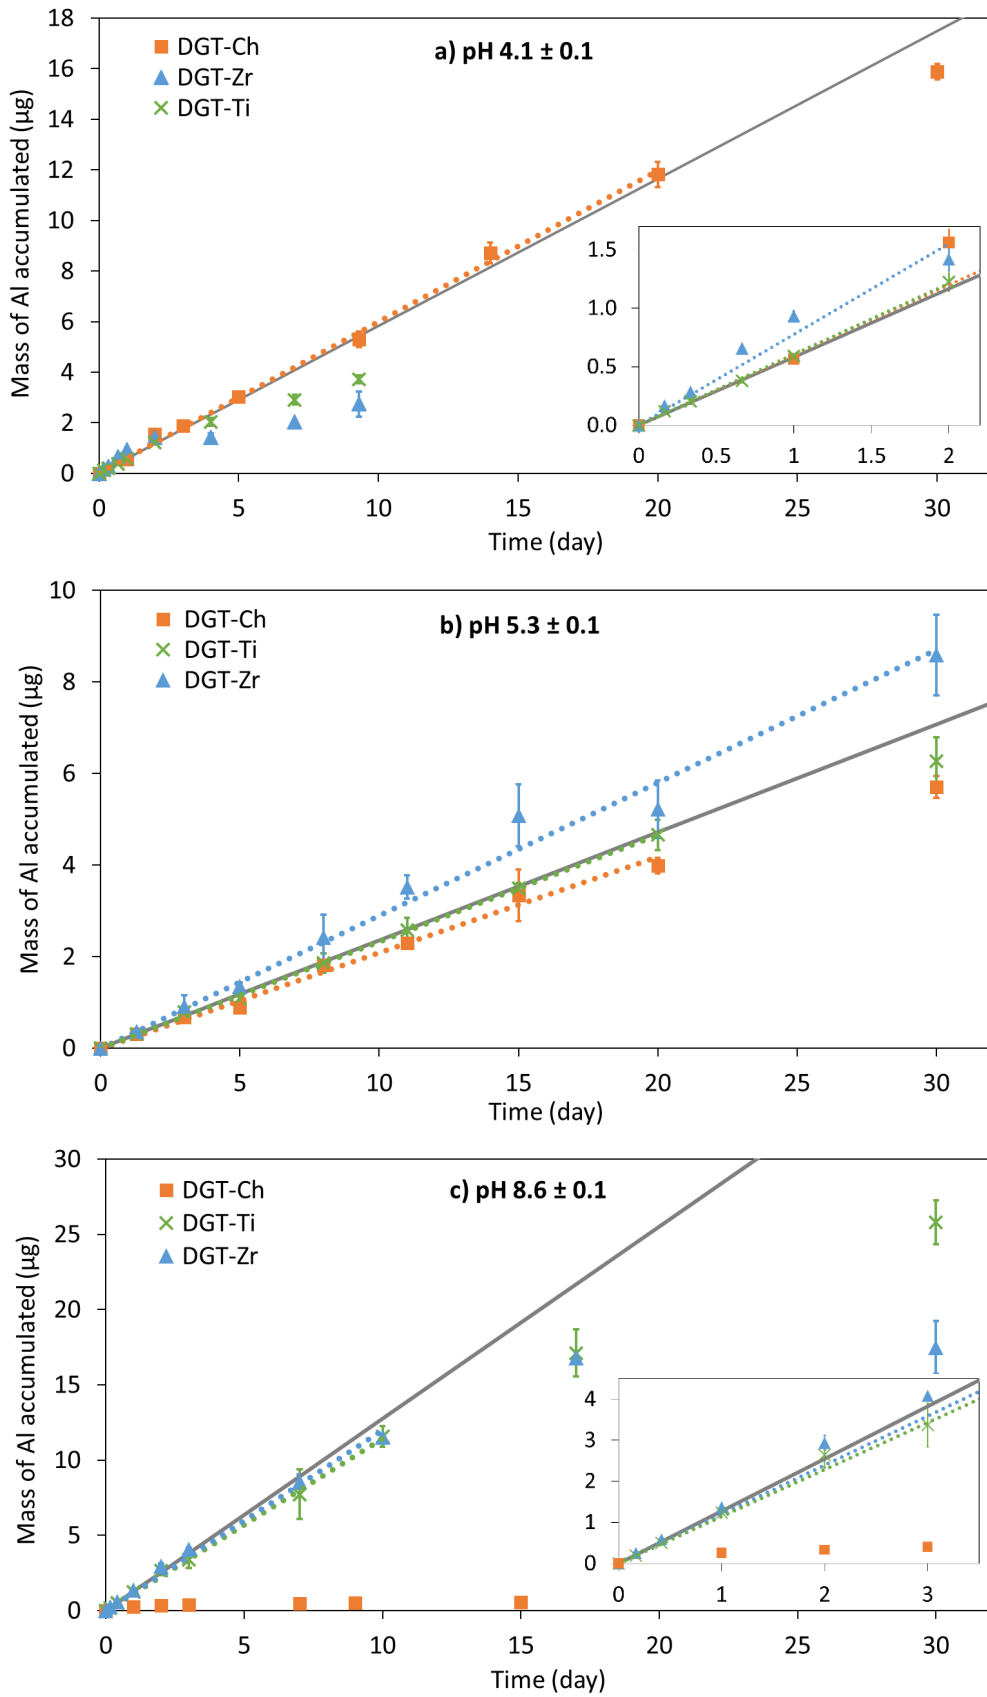 a) pH 4.1 ± 0.1
DGT-Ch
DGT-Zr
DGT-Ti
Mass of Al accumulated (µg)
18
16
14
12
10
8
6
4
2
0
0 5 10 15 20 25 30
Time (day)
1.5
1.0
0.5
0.0
0 0.5 1 1.5 2
b) pH 5.3 ± 0.1
DGT-Ch
DGT-Ti
DGT-Zr
Mass of Al accumulated (µg)
10
8
6
4
2
0
0 5 10 15 20 25 30
Time (day)
c) pH 8.6 ± 0.1
DGT-Ch
DGT-Ti
DGT-Zr
Mass of Al accumulated (µg)
30
25
20
15
10
5
0
0 5 10 15 20 25 30
Time (day)
4
3
2
1
0
0 1 2 3